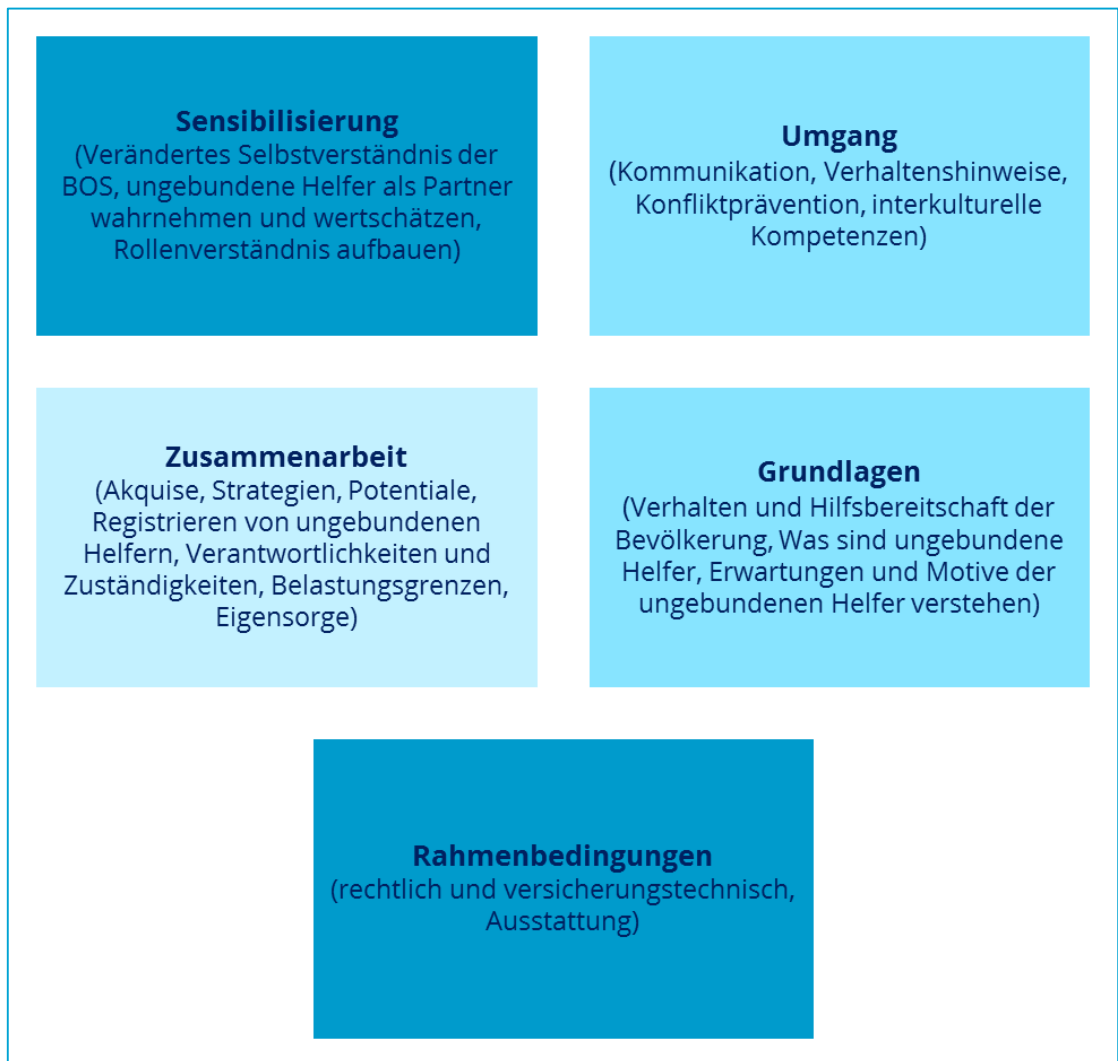 Sensibilisierung
(Verändertes Selbstverständnis der
BOS, ungebundene Helfer als Partner
wahrnehmen und wertschätzen,
Rollenverständnis aufbauen)
Umgang
(Kommunikation, Verhaltenshinweise,
Konfliktprävention, interkulturelle
Kompetenzen)
Zusammenarbeit
(Akquise, Strategien, Potentiale,
Registrieren von ungebundenen
Helfern, Verantwortlichkeiten und
Zuständigkeiten, Belastungsgrenzen,
Eigensorge)
Grundlagen
(Verhalten und Hilfsbereitschaft der
Bevölkerung, Was sind ungebundene
Helfer, Erwartungen und Motive der
ungebundenen Helfer verstehen)
Rahmenbedingungen
(rechtlich und versicherungstechnisch,
Ausstattung)